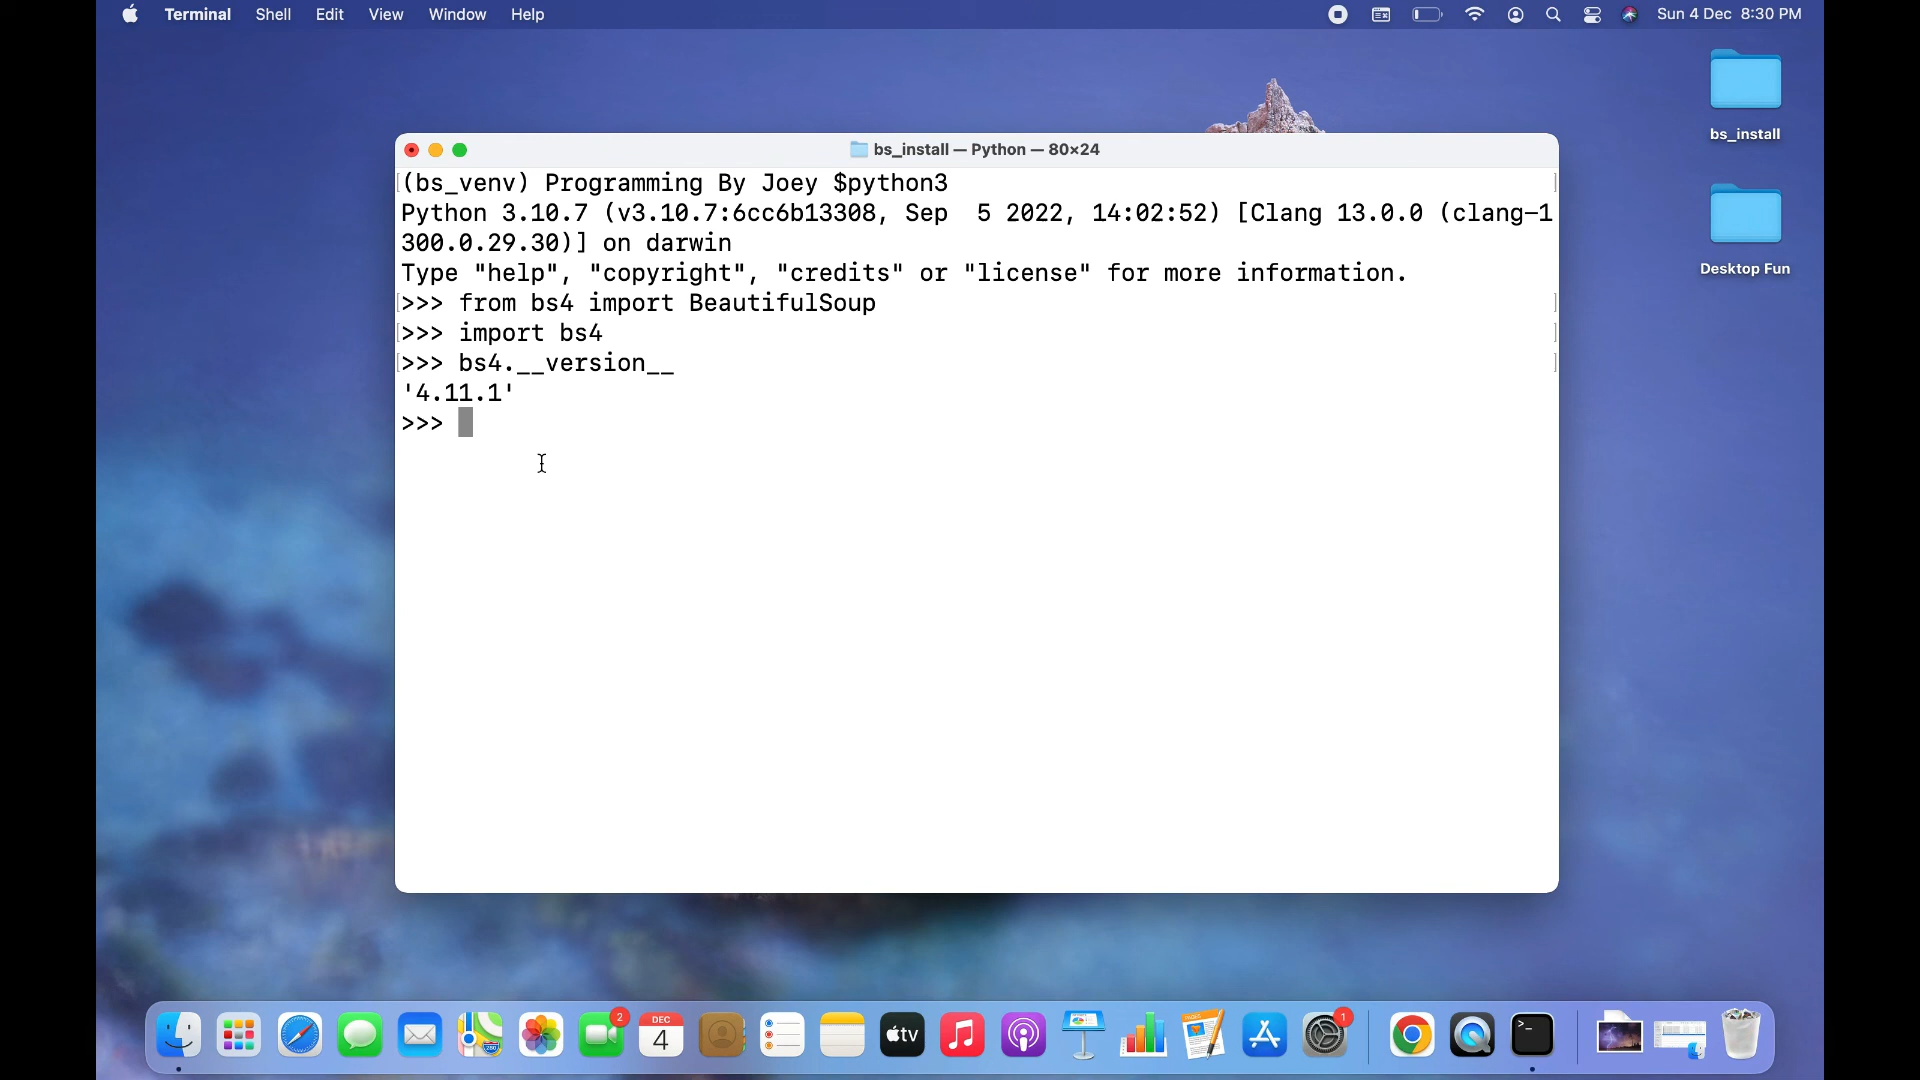 Terminal Shell Edit View Window Help Sun 4 Dec 8:30 PM
bs_install
Desktop Fun
bs_install — Python — 80×24
(bs_venv) Programming By Joey $python3
Python 3.10.7 (v3.10.7:6cc6b13308, Sep  5 2022, 14:02:52) [Clang 13.0.0 (clang-1
300.0.29.30)] on darwin
Type "help", "copyright", "credits" or "license" for more information.
>>> from bs4 import BeautifulSoup
>>> import bs4
>>> bs4.__version__
'4.11.1'
>>>
2
DEC
4
tv
1
>_